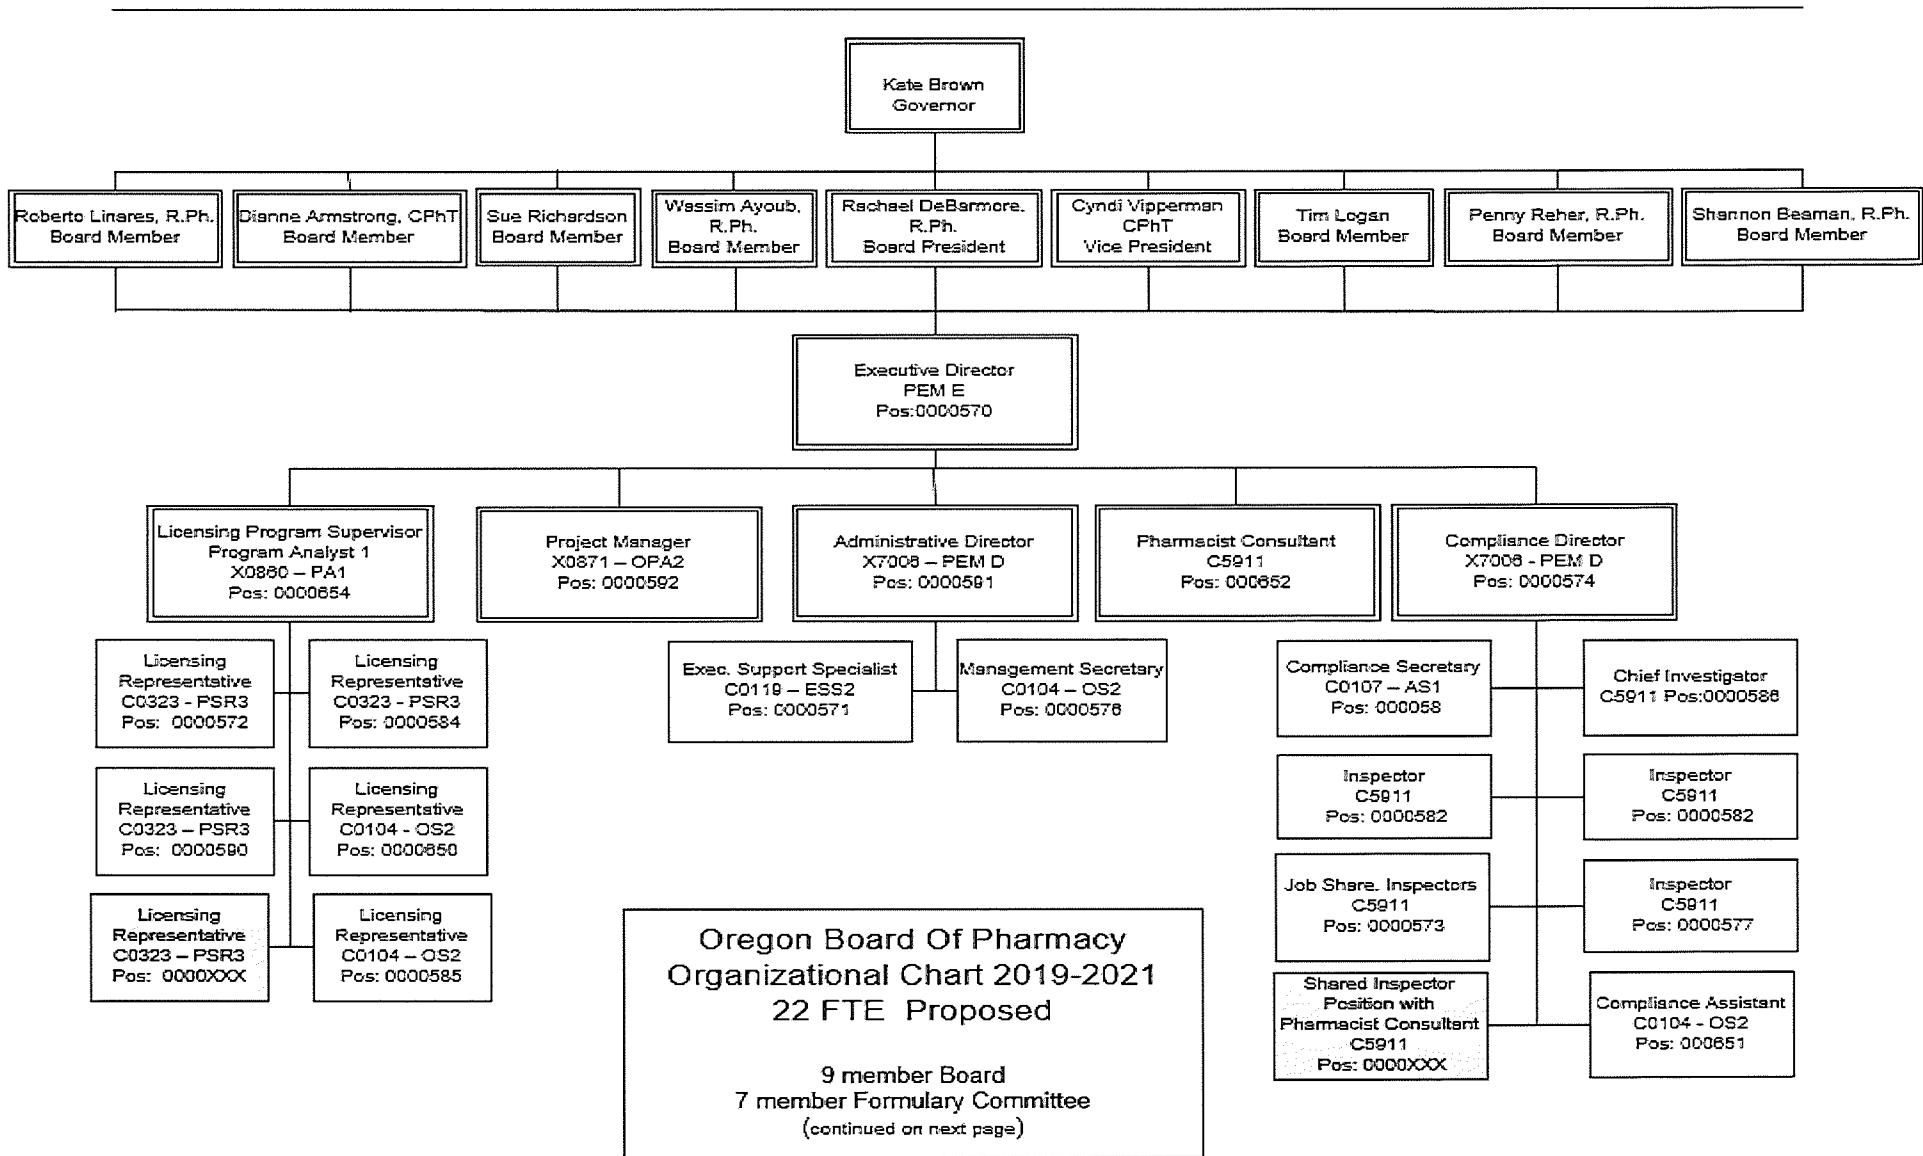 Kate Brown
Governor
Roberto Linares, R.Ph.
Board Member
Dianne Armstrong, CPhT
Board Member
Sue Richardson
Board Member
Wassim Ayoub,
R.Ph.
Board Member
Rachael DeBarmore,
R.Ph.
Board President
Cyndi Vipperman
CPhT
Vice President
Tim Logan
Board Member
Penny Reher, R.Ph.
Board Member
Shannon Beaman, R.Ph.
Board Member
Executive Director
PEM E
Pos:0000570
Licensing Program Supervisor
Program Analyst 1
X0860 – PA1
Pos: 0000654
Project Manager
X0871 – OPA2
Pos: 0000592
Administrative Director
X7006 – PEM D
Pos: 0000591
Pharmacist Consultant
C5911
Pos: 000652
Compliance Director
X7006 - PEM D
Pos: 0000574
Licensing
Representative
C0323 - PSR3
Pos: 0000572
Licensing
Representative
C0323 - PSR3
Pos: 0000584
Licensing
Representative
C0323 – PSR3
Pos: 0000590
Licensing
Representative
C0104 - OS2
Pos: 0000650
Licensing
Representative
C0323 – PSR3
Pos: 0000XXX
Licensing
Representative
C0104 – OS2
Pos: 0000585
Exec. Support Specialist
C0119 – ESS2
Pos: 0000571
Management Secretary
C0104 – OS2
Pos: 0000576
Compliance Secretary
C0107 – AS1
Pos: 000058
Chief Investigator
C5911 Pos:0000586
Inspector
C5911
Pos: 0000582
Inspector
C5911
Pos: 0000582
Job Share, Inspectors
C5911
Pos: 0000573
Inspector
C5911
Pos: 0000577
Shared Inspector
Position with
Pharmacist Consultant
C5911
Pos: 0000XXX
Compliance Assistant
C0104 - OS2
Pos: 000651
Oregon Board Of Pharmacy
Organizational Chart 2019-2021
22 FTE Proposed
9 member Board
7 member Formulary Committee
(continued on next page)